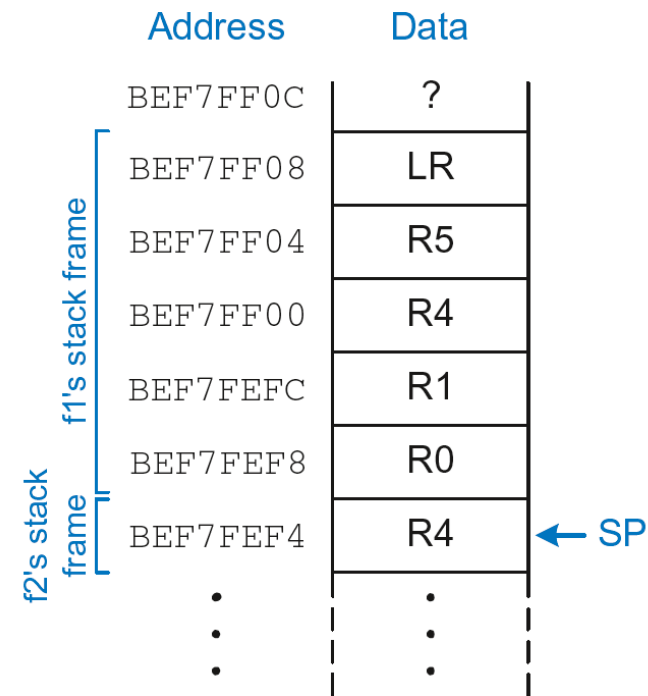 Address Data
BEF7FF0C ?
BEF7FF08 LR
BEF7FF04 R5
BEF7FF00 R4
BEF7FEFC R1
BEF7FEF8 R0
BEF7FEF4 R4 SP
f1's stack frame
f2's stack
frame